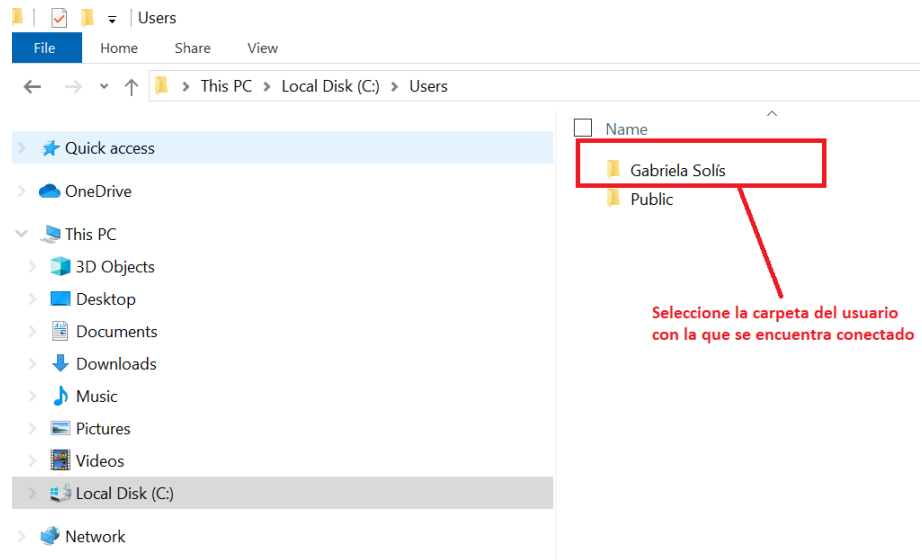 Users
File Home Share View
This PC Local Disk (C:) Users
Quick access
OneDrive
This PC
3D Objects
Desktop
Documents
Downloads
Music
Pictures
Videos
Local Disk (C:)
Network
Name
Gabriela Solís
Public
Seleccione la carpeta del usuario
con la que se encuentra conectado